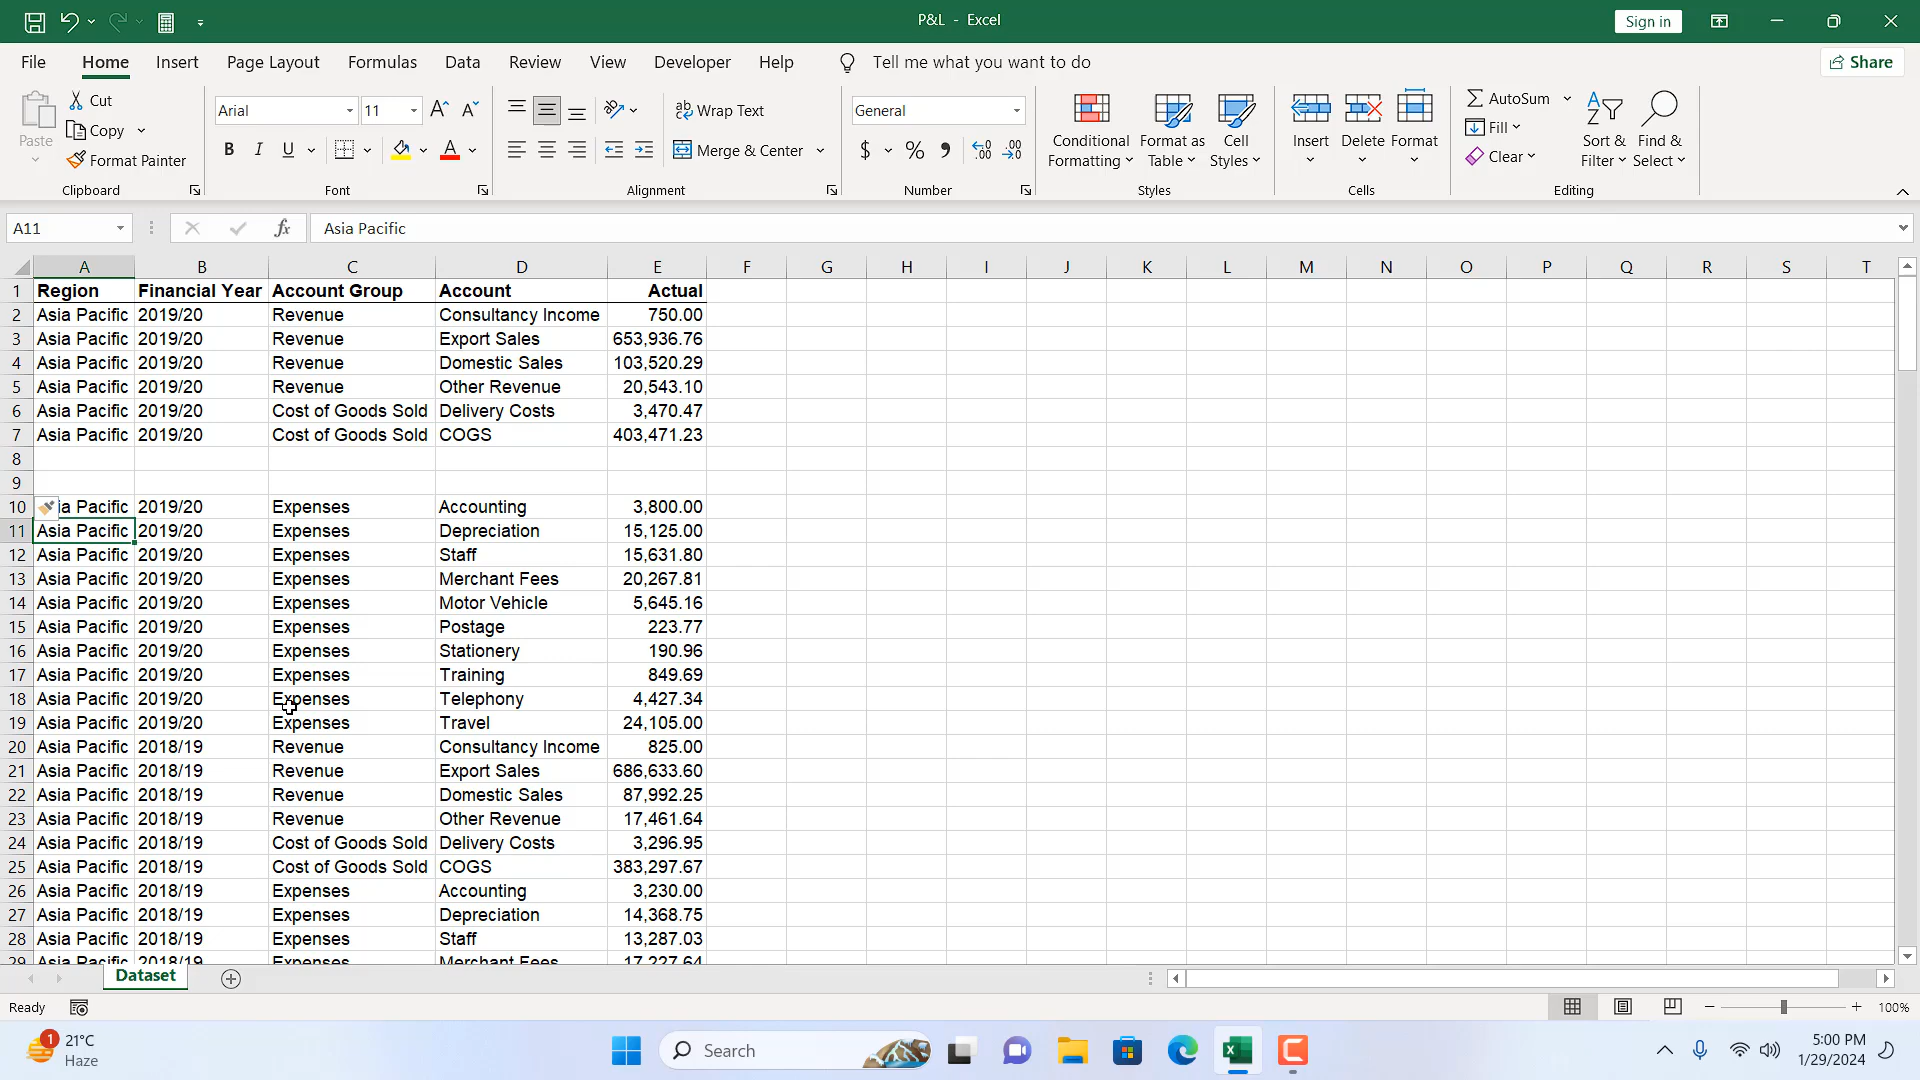 P&L - Excel
Sign in
File Home Insert Page Layout Formulas Data Review View Developer Help Tell me what you want to do Share
Paste
Cut
Copy
Format Painter
Clipboard
Arial 11
B I U
Font
Wrap Text
Merge & Center
Alignment
General
$ % ,
Number
Conditional Formatting
Format as Table
Cell Styles
Styles
Insert Delete Format
Cells
AutoSum
Fill
Clear
Sort & Filter
Find & Select
Editing
A11 fx Asia Pacific
A B C D E F G H I J K L M N O P Q R S T
1 Region Financial Year Account Group Account Actual
2 Asia Pacific 2019/20 Revenue Consultancy Income 750.00
3 Asia Pacific 2019/20 Revenue Export Sales 653,936.76
4 Asia Pacific 2019/20 Revenue Domestic Sales 103,520.29
5 Asia Pacific 2019/20 Revenue Other Revenue 20,543.10
6 Asia Pacific 2019/20 Cost of Goods Sold Delivery Costs 3,470.47
7 Asia Pacific 2019/20 Cost of Goods Sold COGS 403,471.23
8
9
10 ia Pacific 2019/20 Expenses Accounting 3,800.00
11 Asia Pacific 2019/20 Expenses Depreciation 15,125.00
12 Asia Pacific 2019/20 Expenses Staff 15,631.80
13 Asia Pacific 2019/20 Expenses Merchant Fees 20,267.81
14 Asia Pacific 2019/20 Expenses Motor Vehicle 5,645.16
15 Asia Pacific 2019/20 Expenses Postage 223.77
16 Asia Pacific 2019/20 Expenses Stationery 190.96
17 Asia Pacific 2019/20 Expenses Training 849.69
18 Asia Pacific 2019/20 Expenses Telephony 4,427.34
19 Asia Pacific 2019/20 Expenses Travel 24,105.00
20 Asia Pacific 2018/19 Revenue Consultancy Income 825.00
21 Asia Pacific 2018/19 Revenue Export Sales 686,633.60
22 Asia Pacific 2018/19 Revenue Domestic Sales 87,992.25
23 Asia Pacific 2018/19 Revenue Other Revenue 17,461.64
24 Asia Pacific 2018/19 Cost of Goods Sold Delivery Costs 3,296.95
25 Asia Pacific 2018/19 Cost of Goods Sold COGS 383,297.67
26 Asia Pacific 2018/19 Expenses Accounting 3,230.00
27 Asia Pacific 2018/19 Expenses Depreciation 14,368.75
28 Asia Pacific 2018/19 Expenses Staff 13,287.03
29 Asia Pacific 2018/19 Expenses Merchant Fees 17,227.64
Dataset
Ready 100%
1 21°C
Haze
Search
5:00 PM
1/29/2024